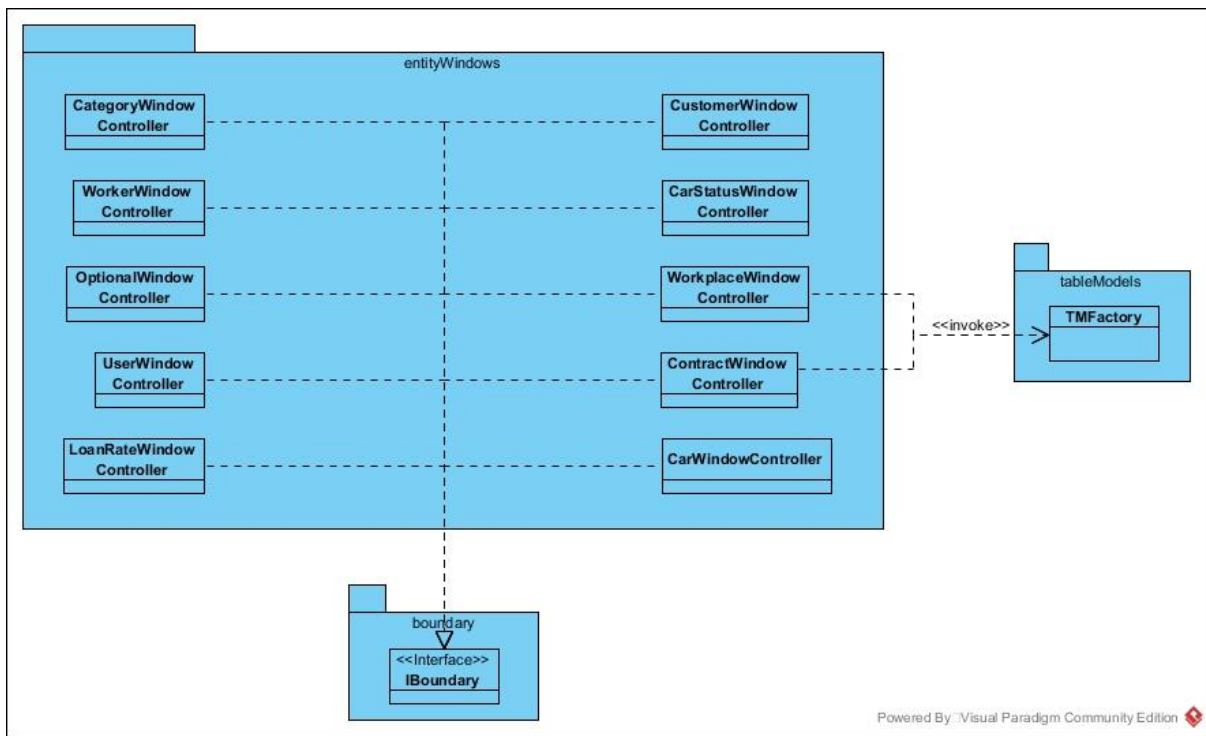 entityWindows
CategoryWindow
Controller
CustomerWindow
Controller
WorkerWindow
Controller
CarStatusWindow
Controller
OptionalWindow
Controller
WorkplaceWindow
Controller
tableModels
TMFactory
<<invoke>>
UserWindow
Controller
ContractWindow
Controller
LoanRateWindow
Controller
CarWindowController
boundary
<<Interface>>
IBoundary
Powered By Visual Paradigm Community Edition